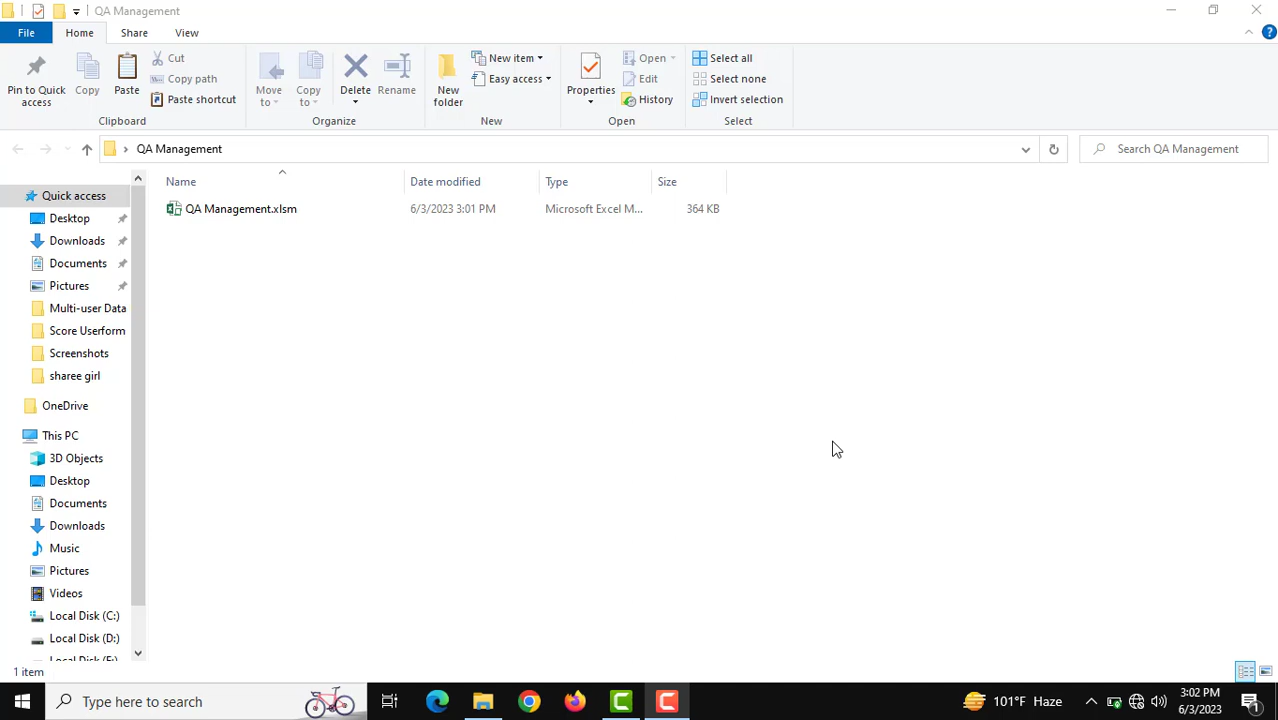 QA Management
File Home Share View
Pin to Quick access
Copy
Paste
Cut
Copy path
Paste shortcut
Clipboard
Move to
Copy to
Delete
Rename
Organize
New folder
New item
Easy access
New
Properties
Open
Edit
History
Open
Select all
Select none
Invert selection
Select
QA Management
Search QA Management
Name Date modified Type Size
QA Management.xlsm 6/3/2023 3:01 PM Microsoft Excel M... 364 KB
Quick access
Desktop
Downloads
Documents
Pictures
Multi-user Data
Score Userform
Screenshots
sharee girl
OneDrive
This PC
3D Objects
Desktop
Documents
Downloads
Music
Pictures
Videos
Local Disk (C:)
Local Disk (D:)
1 item
Type here to search
101°F Haze
3:02 PM
6/3/2023
1